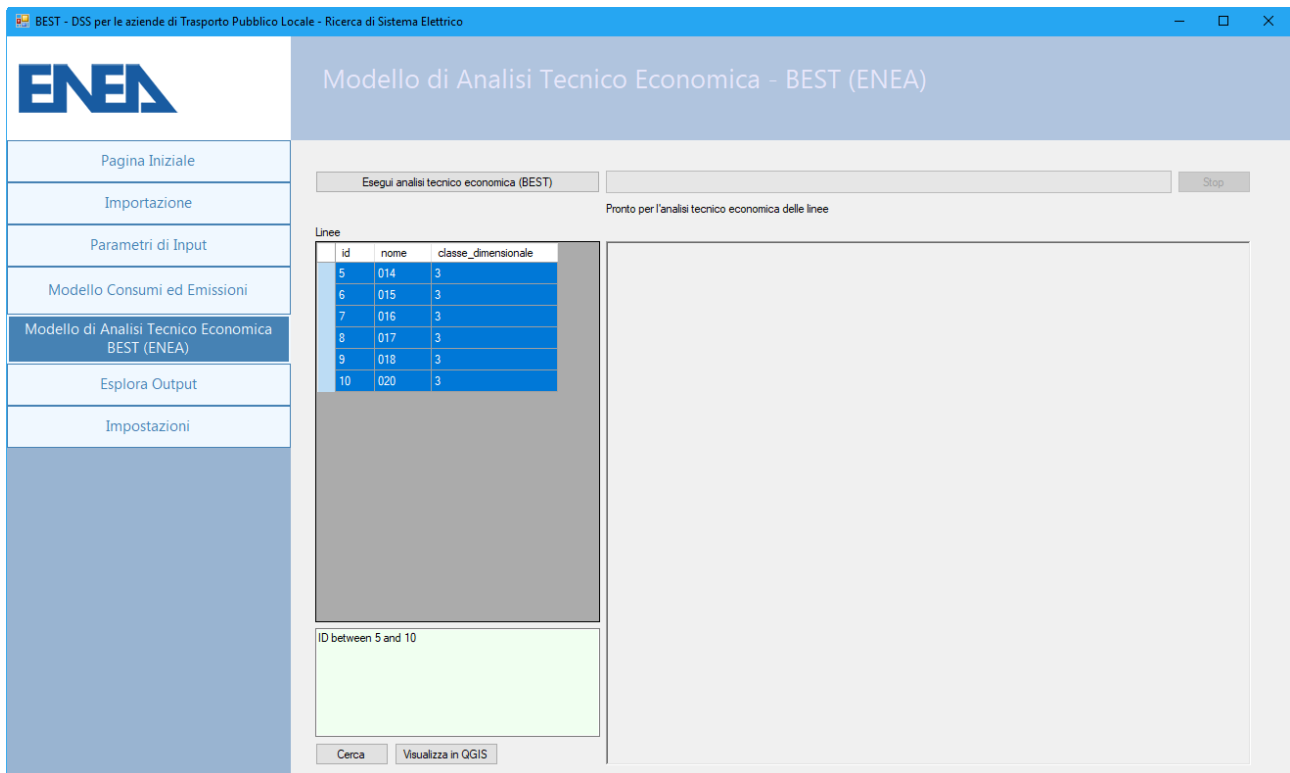 BEST - DSS per le aziende di Trasporto Pubblico Locale - Ricerca di Sistema Elettrico
ENEA
Modello di Analisi Tecnico Economica - BEST (ENEA)
Pagina Iniziale
Importazione
Parametri di Input
Modello Consumi ed Emissioni
Modello di Analisi Tecnico Economica
BEST (ENEA)
Esplora Output
Impostazioni
Esegui analisi tecnico economica (BEST)
Stop
Pronto per l'analisi tecnico economica delle linee
Linee
id nome classe_dimensionale
5 014 3
6 015 3
7 016 3
8 017 3
9 018 3
10 020 3
ID between 5 and 10
Cerca
Visualizza in QGIS